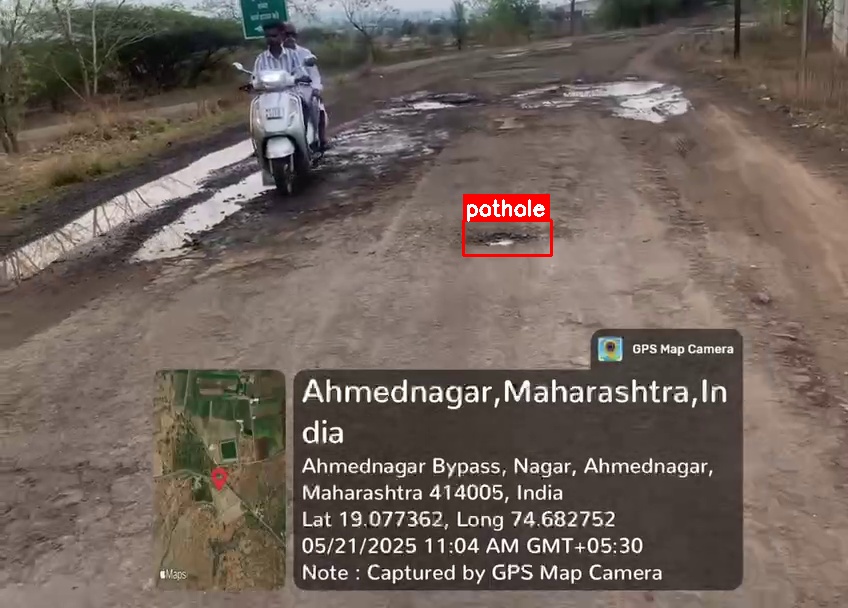 pothole
GPS Map Camera
Ahmednagar,Maharashtra,In
dia
Ahmednagar Bypass, Nagar, Ahmednagar,
Maharashtra 414005, India
Lat 19.077362, Long 74.682752
05/21/2025 11:04 AM GMT+05:30
Note : Captured by GPS Map Camera
Maps